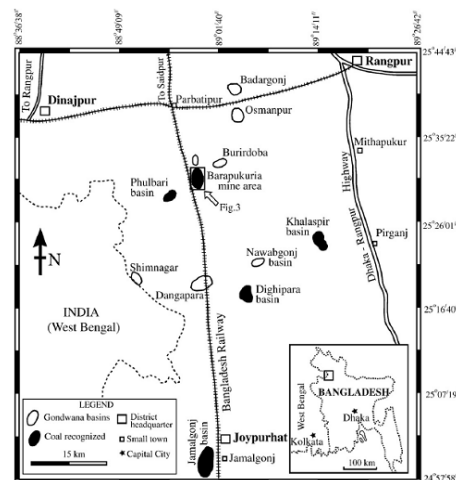 88°36'38"
88°49'09"
89°01'40"
89°14'11"
89°26'42"
25°44'43"
To Rangpur
To Saidpur
Rangpur
Badargonj
Dinajpur
Parbatipur
Osmanpur
25°35'22"
Mithapukur
Burirdoba
Barapukuria
mine area
Highway
Phulbari
basin
Fig.3
Khalaspir
basin
25°26'01"
Pirganj
Dhaka - Rangpur
N
Nawabgonj
basin
Shimnagar
Dangapara
Dighipara
basin
25°16'40"
INDIA
(West Bengal)
Bangladesh Railway
BANGLADESH
West Bengal
Dhaka
Kolkata
100 km
25°07'19"
LEGEND
Gondwana basins
District
headquarter
Coal recognized
Small town
Capital City
15 km
Jamalgonj
basin
Joypurhat
Jamalgonj
24°57'58"